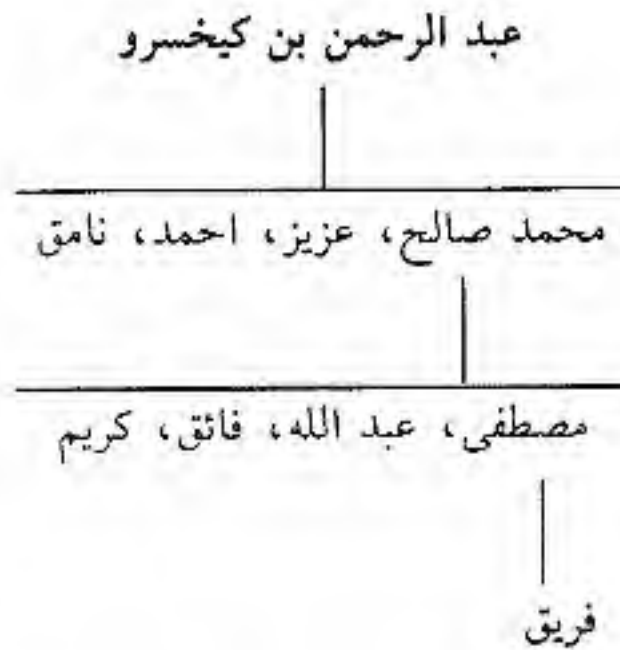 عبد الرحمن بن كيخسرو
محمد صالح، عزيز، احمد، نامق
مصطفى، عبد الله، فائق، كريم
فريق